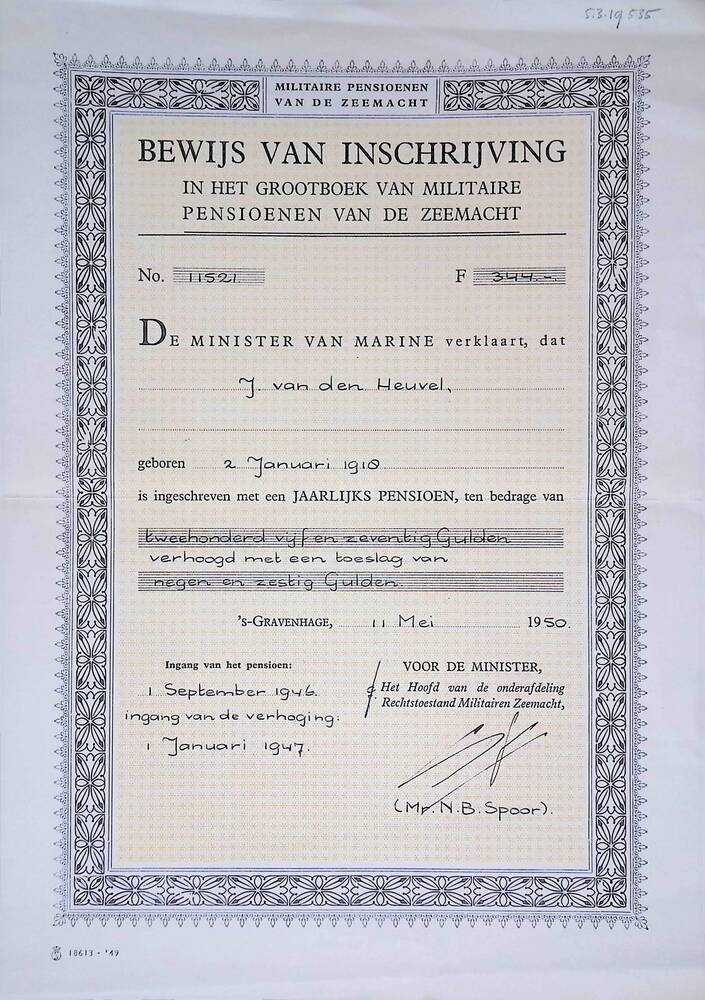 5.3.19 535
MILITAIRE PENSIOENEN
VAN DE ZEEMACHT
BEWIJS VAN INSCHRIJVING
IN HET GROOTBOEK VAN MILITAIRE
PENSIOENEN VAN DE ZEEMACHT
No. 11521 F 344.-.
DE MINISTER VAN MARINE verklaart, dat
J. van den Heuvel,
geboren 2 Januari 1910
is ingeschreven met een JAARLIJKS PENSIOEN, ten bedrage van
tweehonderd vijf en zeventig Gulden
verhoogd met een toeslag van
negen en zestig Gulden.
's-GRAVENHAGE, 11 Mei 1950.
Ingang van het pensioen:
1 September 1946.
ingang van de verhoging:
1 Januari 1947.
VOOR DE MINISTER,
Het Hoofd van de onderafdeling
Rechtstoestand Militairen Zeemacht,
(Mr. N.B. Spoor).
18613 - '49